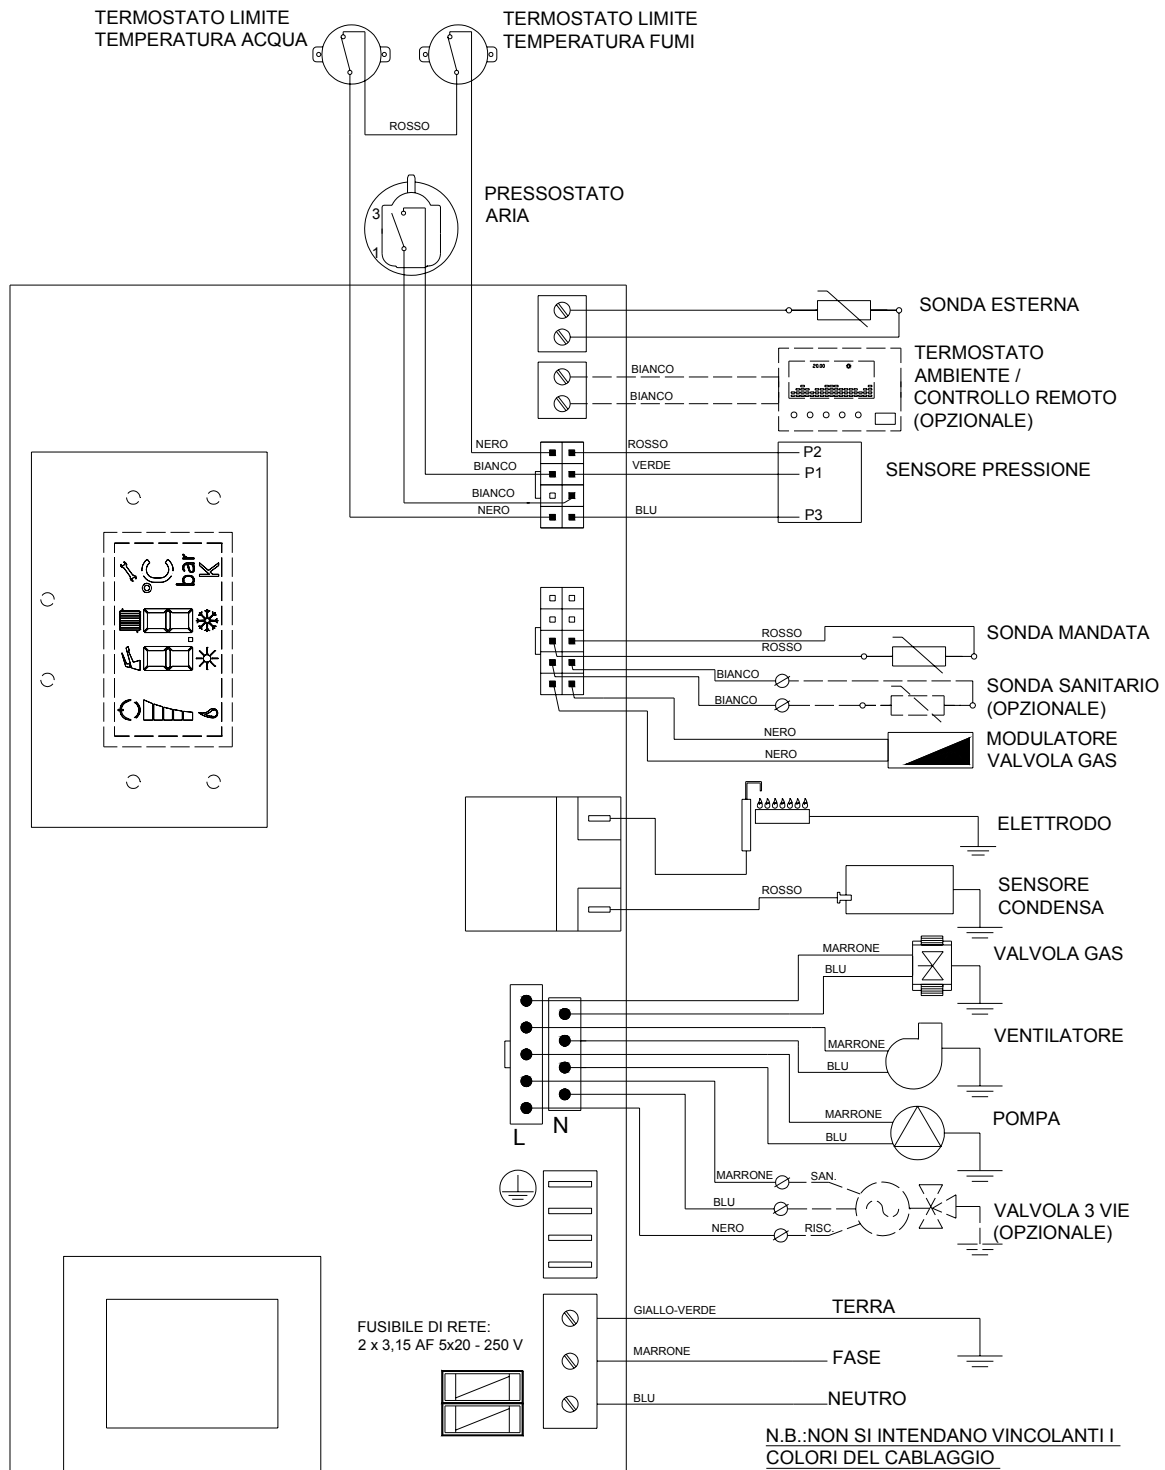 TERMOSTATO LIMITE
TEMPERATURA ACQUA
TERMOSTATO LIMITE
TEMPERATURA FUMI
ROSSO
PRESSOSTATO
ARIA
3
1
SONDA ESTERNA
BIANCO
BIANCO
TERMOSTATO
AMBIENTE /
CONTROLLO REMOTO
(OPZIONALE)
NERO
ROSSO
P2
BIANCO
VERDE
P1
SENSORE PRESSIONE
BIANCO
NERO
BLU
P3
°C
bar
K
ROSSO
ROSSO
SONDA MANDATA
BIANCO
BIANCO
SONDA SANITARIO
(OPZIONALE)
NERO
NERO
MODULATORE
VALVOLA GAS
ELETTRODO
ROSSO
SENSORE
CONDENSA
MARRONE
BLU
VALVOLA GAS
MARRONE
BLU
VENTILATORE
MARRONE
BLU
POMPA
L
N
MARRONE
SAN.
BLU
NERO
RISC.
VALVOLA 3 VIE
(OPZIONALE)
GIALLO-VERDE
TERRA
FUSIBILE DI RETE:
2 x 3,15 AF 5x20 - 250 V
MARRONE
FASE
BLU
NEUTRO
N.B.:NON SI INTENDANO VINCOLANTI I
COLORI DEL CABLAGGIO